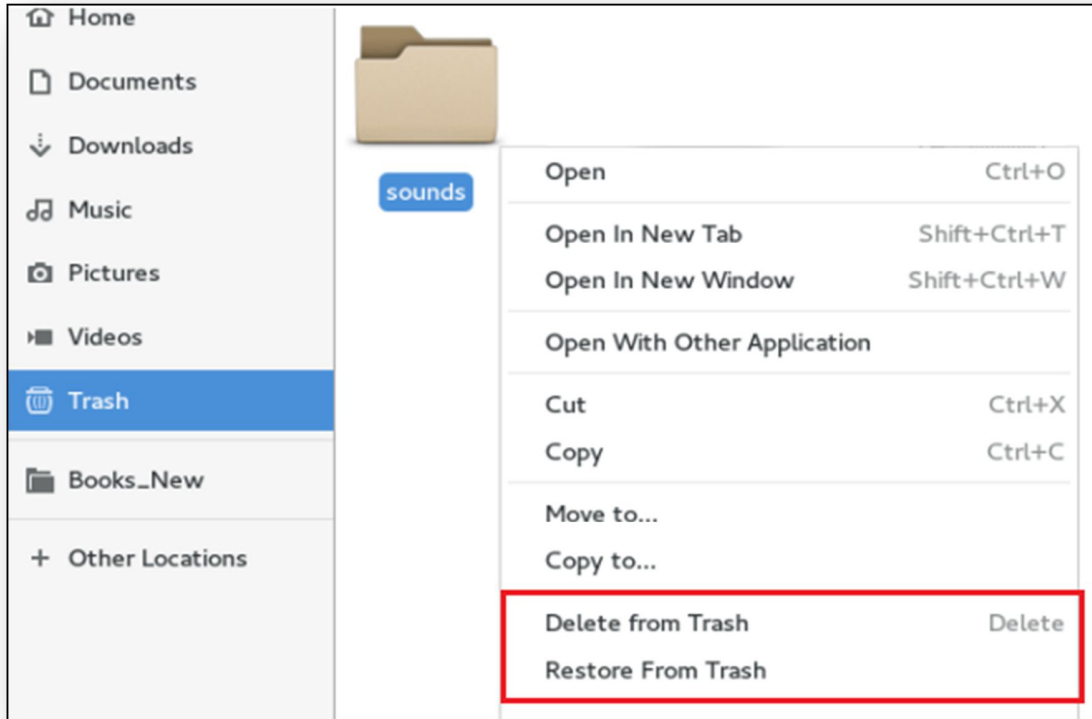 Home
Documents
Downloads
Music
Pictures
Videos
Trash
Books_New
+ Other Locations
sounds
Open Ctrl+O
Open In New Tab Shift+Ctrl+T
Open In New Window Shift+Ctrl+W
Open With Other Application
Cut Ctrl+X
Copy Ctrl+C
Move to...
Copy to...
Delete from Trash Delete
Restore From Trash